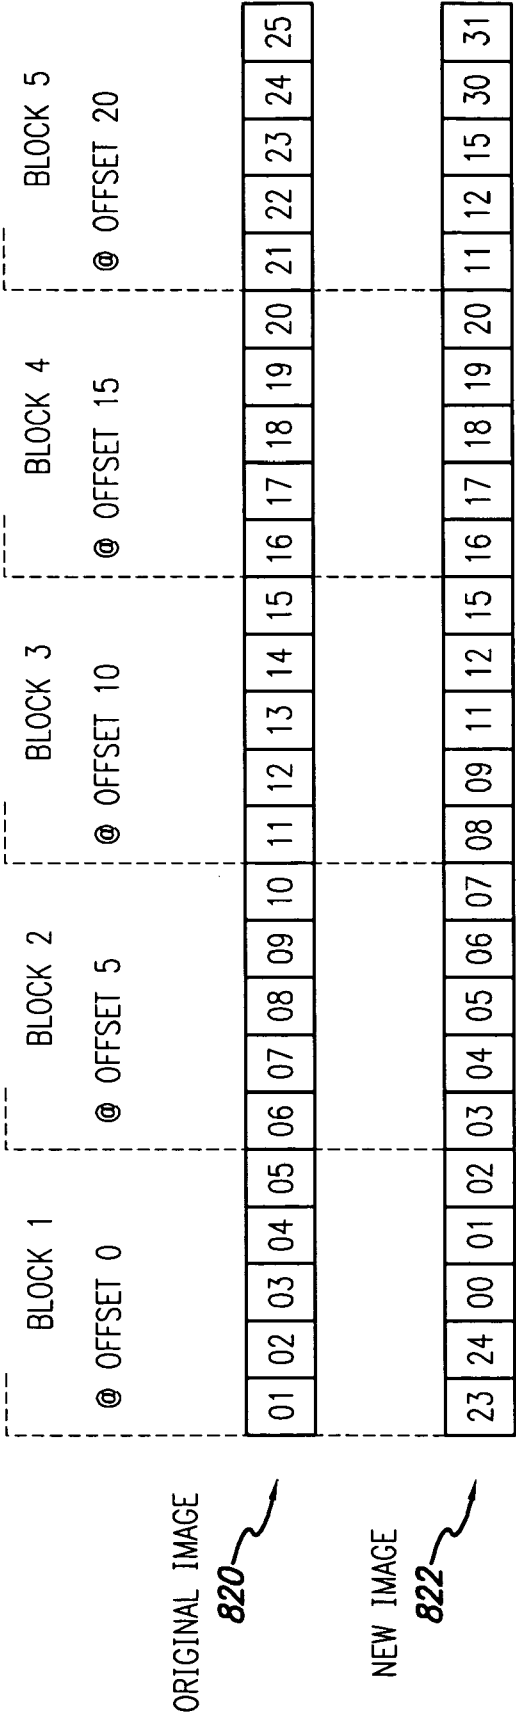 BLOCK 1 BLOCK 2 BLOCK 3 BLOCK 4 BLOCK 5
@ OFFSET 0 @ OFFSET 5 @ OFFSET 10 @ OFFSET 15 @ OFFSET 20
ORIGINAL IMAGE
820
01 02 03 04 05 06 07 08 09 10 11 12 13 14 15 16 17 18 19 20 21 22 23 24 25
NEW IMAGE
822
23 24 00 01 02 03 04 05 06 07 08 09 11 12 15 16 17 18 19 20 11 12 15 30 31